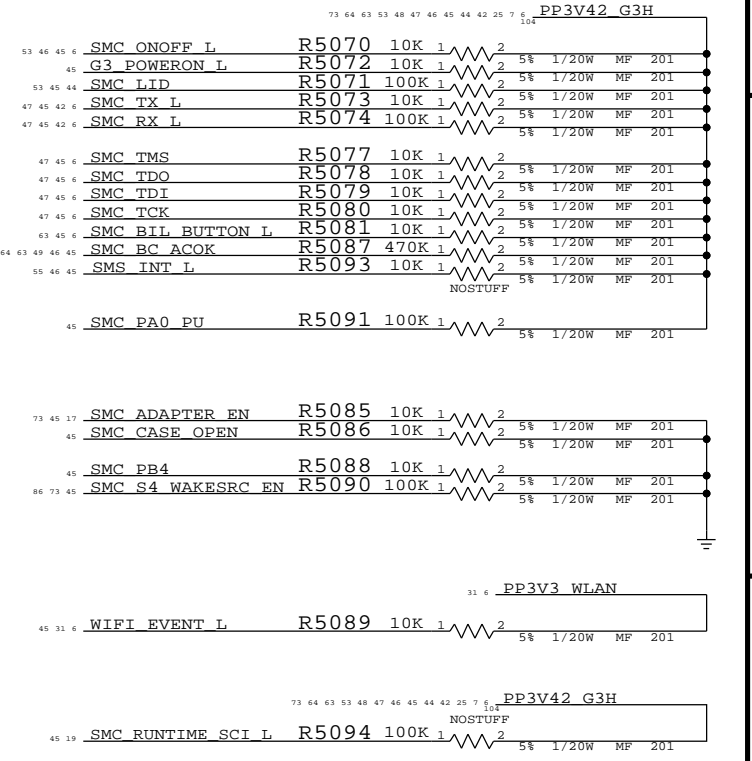 73 64 63 53 48 47 46 45 44 42 25 7 6 PP3V42_G3H
104
53 46 45 6 SMC_ONOFF_L R5070 10K 1 2 5% 1/20W MF 201
45 G3_POWERON_L R5072 10K 1 2 5% 1/20W MF 201
53 45 44 SMC_LID R5071 100K 1 2 5% 1/20W MF 201
47 45 42 6 SMC_TX_L R5073 10K 1 2 5% 1/20W MF 201
47 45 42 6 SMC_RX_L R5074 100K 1 2 5% 1/20W MF 201
47 45 6 SMC_TMS R5077 10K 1 2 5% 1/20W MF 201
47 45 6 SMC_TDO R5078 10K 1 2 5% 1/20W MF 201
47 45 6 SMC_TDI R5079 10K 1 2 5% 1/20W MF 201
47 45 6 SMC_TCK R5080 10K 1 2 5% 1/20W MF 201
63 45 6 SMC_BIL_BUTTON_L R5081 10K 1 2 5% 1/20W MF 201
64 63 49 46 45 SMC_BC_ACOK R5087 470K 1 2 5% 1/20W MF 201
55 46 45 SMS_INT_L R5093 10K 1 2 5% 1/20W MF 201
NOSTUFF
45 SMC_PA0_PU R5091 100K 1 2 5% 1/20W MF 201
73 45 17 SMC_ADAPTER_EN R5085 10K 1 2 5% 1/20W MF 201
45 SMC_CASE_OPEN R5086 10K 1 2 5% 1/20W MF 201
45 SMC_PB4 R5088 10K 1 2 5% 1/20W MF 201
86 73 45 SMC_S4_WAKESRC_EN R5090 100K 1 2 5% 1/20W MF 201
31 6 PP3V3_WLAN
45 31 6 WIFI_EVENT_L R5089 10K 1 2 5% 1/20W MF 201
73 64 63 53 48 47 46 45 44 42 25 7 6 PP3V42_G3H
104
NOSTUFF
45 19 SMC_RUNTIME_SCI_L R5094 100K 1 2 5% 1/20W MF 201